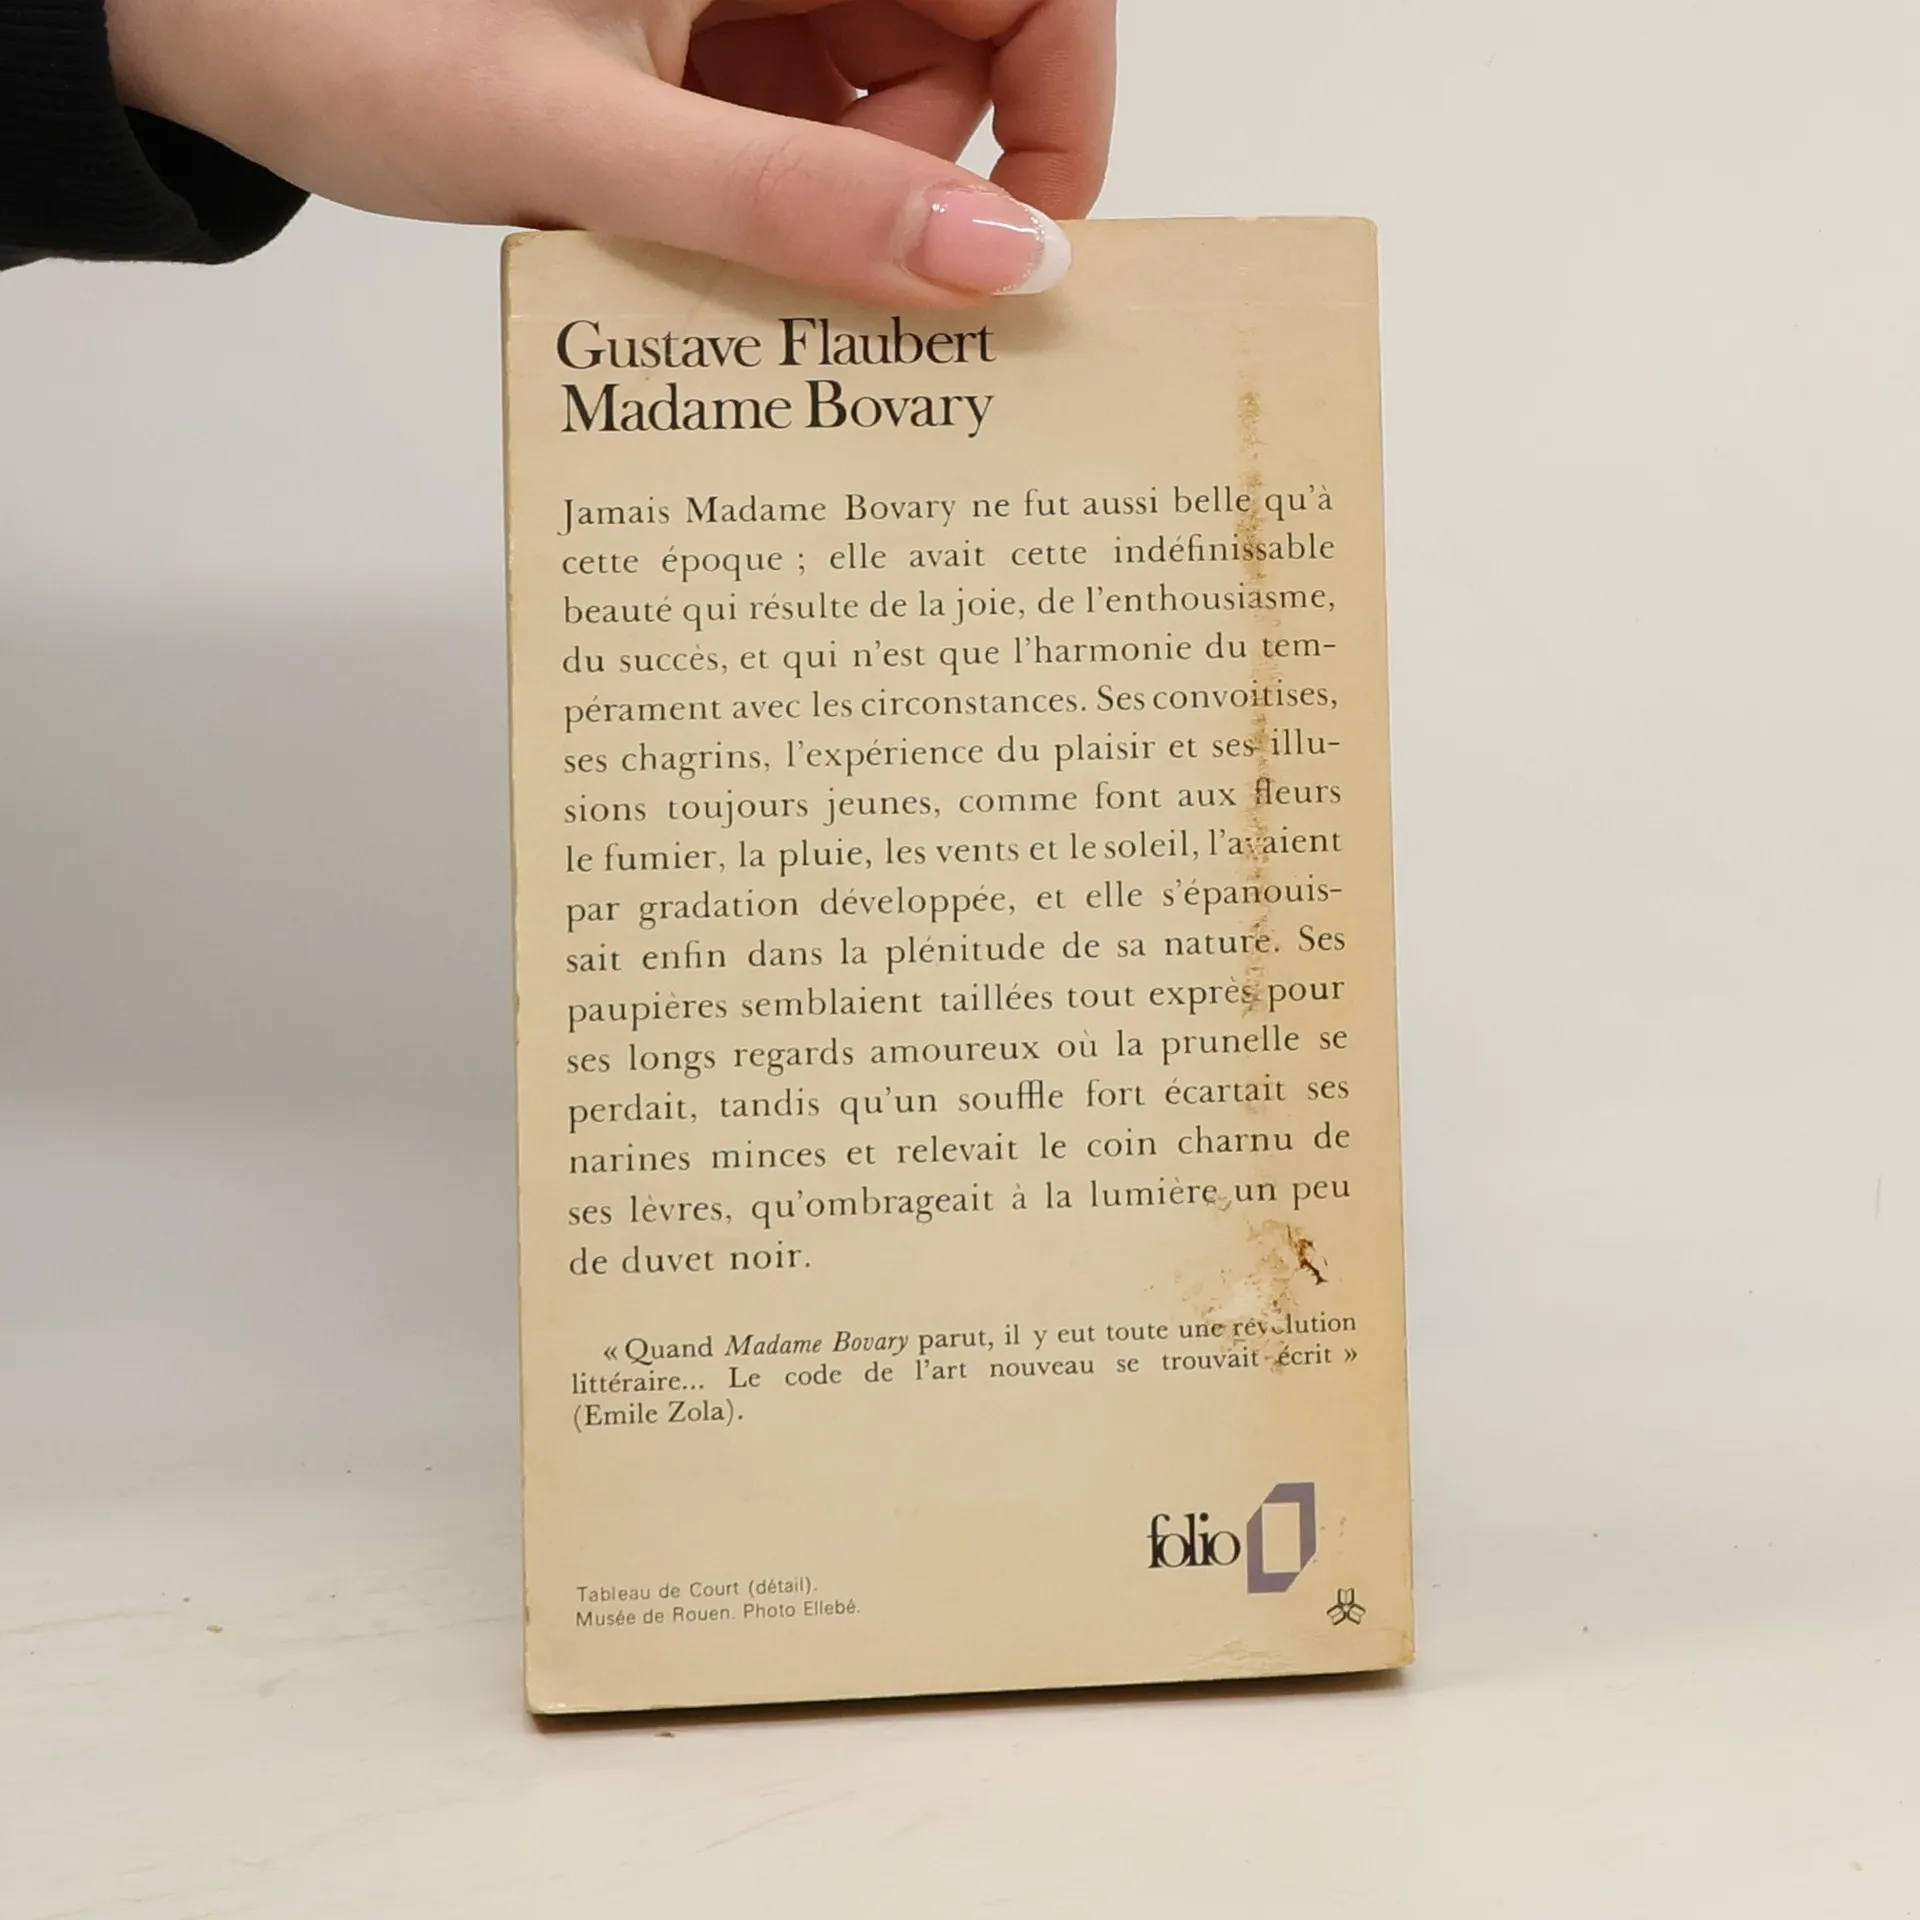 Gustave Flaubert
Madame Bovary
Jamais Madame Bovary ne fut aussi belle qu'à
cette époque ; elle avait cette indéfinissable
beauté qui résulte de la joie, de l'enthousiasme,
du succès, et qui n'est que l'harmonie du tem-
pérament avec les circonstances. Ses convoitises,
ses chagrins, l'expérience du plaisir et ses illu-
sions toujours jeunes, comme font aux fleurs
le fumier, la pluie, les vents et le soleil, l'avaient
par gradation développée, et elle s'épanouis-
sait enfin dans la plénitude de sa nature. Ses
paupières semblaient taillées tout exprès pour
ses longs regards amoureux où la prunelle se
perdait, tandis qu'un souffle fort écartait ses
narines minces et relevait le coin charnu de
ses lèvres, qu'ombrageait à la lumière un peu
de duvet noir.
« Quand Madame Bovary parut, il y eut toute une révolution
littéraire... Le code de l'art nouveau se trouvait écrit »
(Emile Zola).
folio
Tableau de Court (détail).
Musée de Rouen. Photo Ellebé.